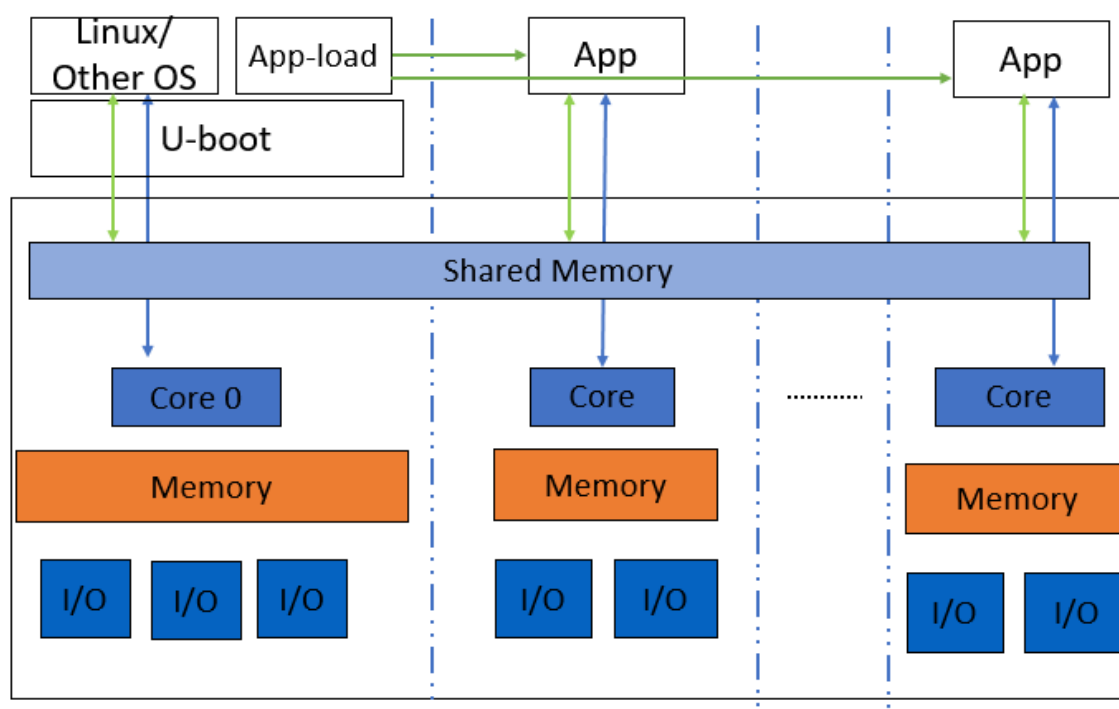 Linux/
Other OS
App-load
App
App
U-boot
Shared Memory
Core 0
Core
Core
Memory
Memory
Memory
I/O
I/O
I/O
I/O
I/O
I/O
I/O